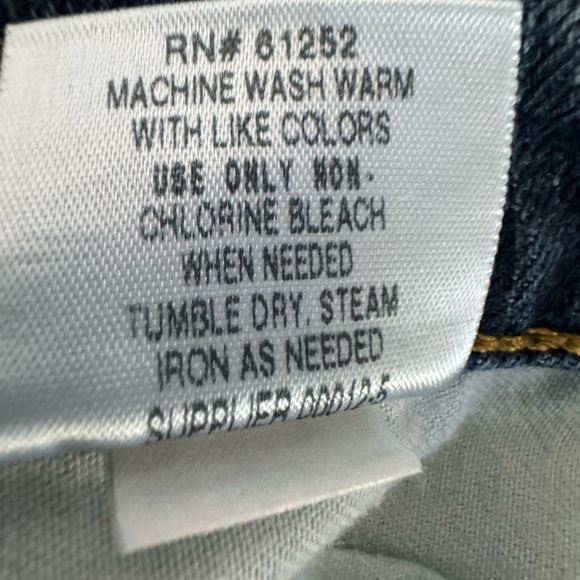 RN# 61252
MACHINE WASH WARM
WITH LIKE COLORS
USE ONLY NON-
CHLORINE BLEACH
WHEN NEEDED
TUMBLE DRY, STEAM
IRON AS NEEDED
SUPPLIER